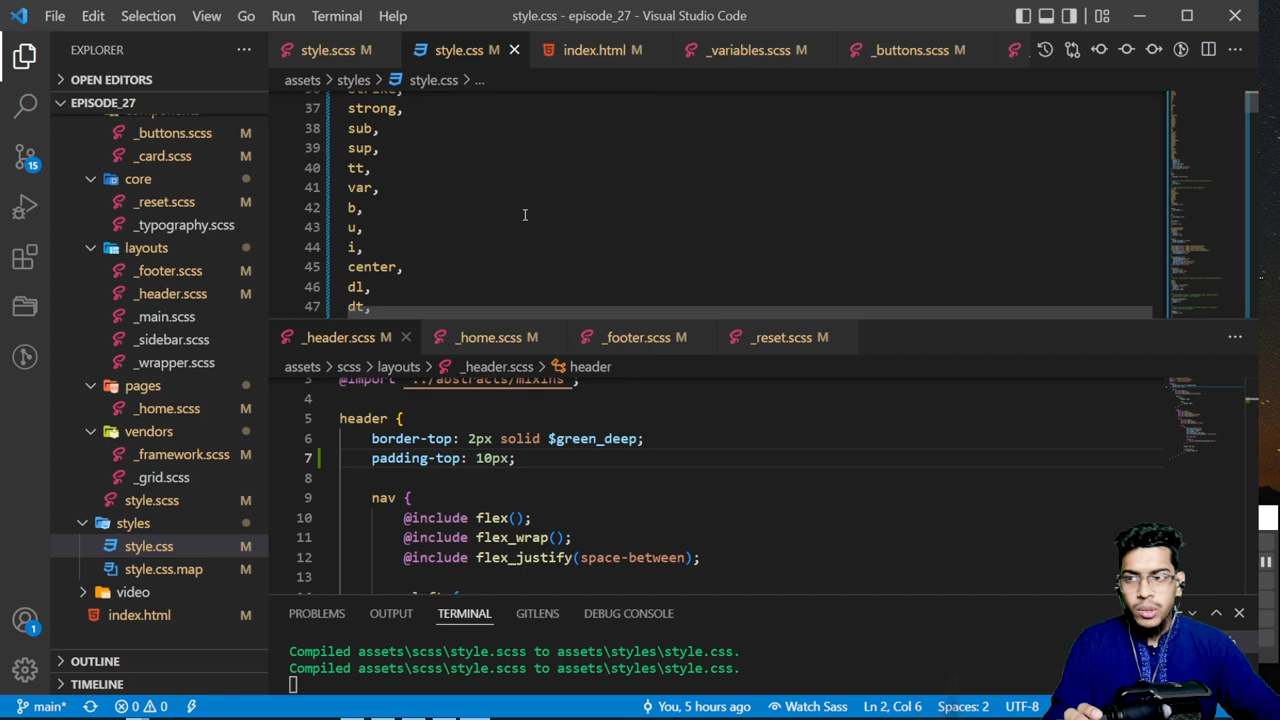 File Edit Selection View Go Run Terminal Help
style.css - episode_27 - Visual Studio Code
EXPLORER
OPEN EDITORS
EPISODE_27
components
_buttons.scss M
_card.scss M
core
_reset.scss M
_typography.scss
layouts
_footer.scss M
_header.scss M
_main.scss
_sidebar.scss
_wrapper.scss
pages
_home.scss M
vendors
_framework.scss M
_grid.scss
style.scss M
styles
style.css M
style.css.map M
video
index.html M
OUTLINE
TIMELINE
15
1
style.scss M style.css M index.html M _variables.scss M _buttons.scss M
assets styles style.css ...
36 strike,
37 strong,
38 sub,
39 sup,
40 tt,
41 var,
42 b,
43 u,
44 i,
45 center,
46 dl,
47 dt,
_header.scss M _home.scss M _footer.scss M _reset.scss M
assets scss layouts _header.scss header
3 @import '../abstracts/mixins';
4
5 header {
6 border-top: 2px solid $green_deep;
7 padding-top: 10px;
8
9 nav {
10 @include flex();
11 @include flex_wrap();
12 @include flex_justify(space-between);
13
PROBLEMS OUTPUT TERMINAL GITLENS DEBUG CONSOLE
Compiled assets\scss\style.scss to assets\styles\style.css.
Compiled assets\scss\style.scss to assets\styles\style.css.
main* 0 0 You, 5 hours ago Watch Sass Ln 2, Col 6 Spaces: 2 UTF-8